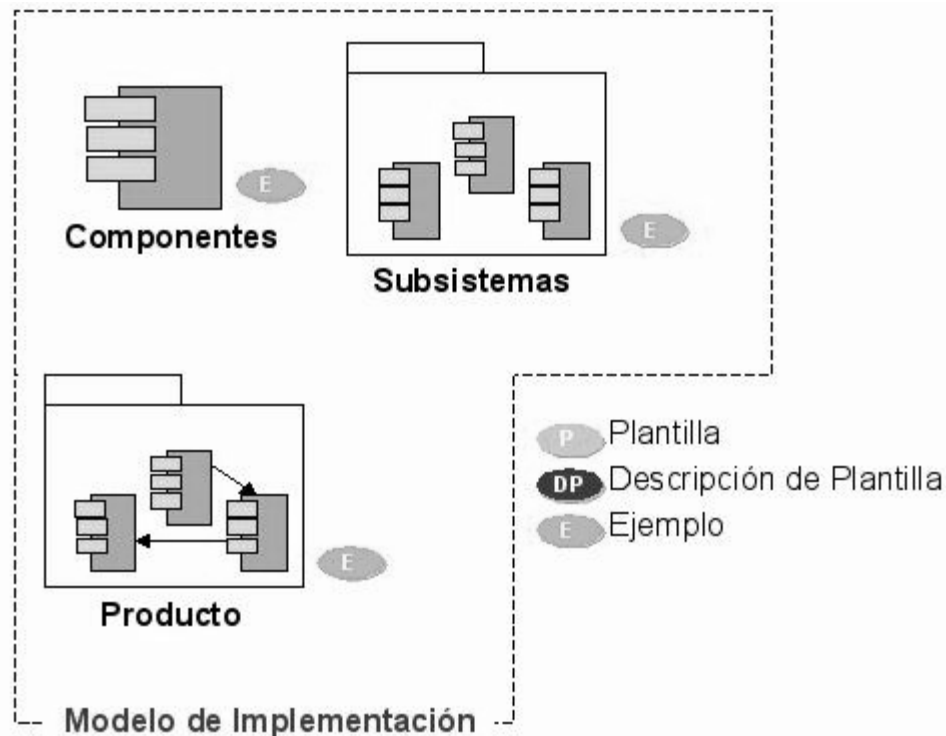 E
Componentes
E
Subsistemas
P Plantilla
DP Descripción de Plantilla
E Ejemplo
E
Producto
Modelo de Implementación